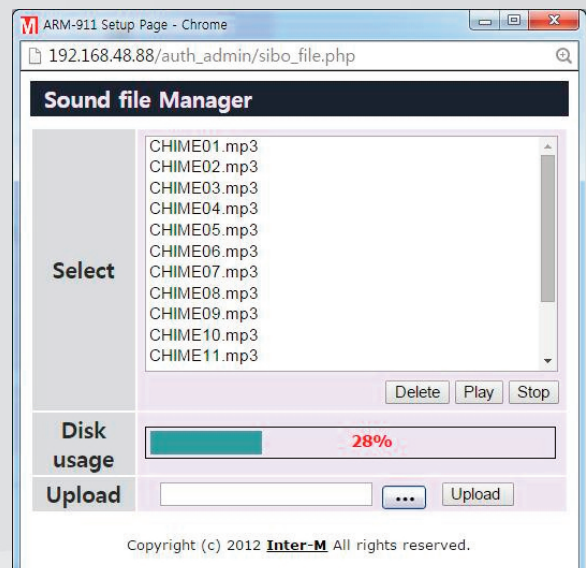 ARM-911 Setup Page - Chrome
192.168.48.88/auth_admin/sibo_file.php
Sound file Manager
Select
CHIME01.mp3
CHIME02.mp3
CHIME03.mp3
CHIME04.mp3
CHIME05.mp3
CHIME06.mp3
CHIME07.mp3
CHIME08.mp3
CHIME09.mp3
CHIME10.mp3
CHIME11.mp3
Delete Play Stop
Disk usage 28%
Upload ... Upload
Copyright (c) 2012 Inter-M All rights reserved.